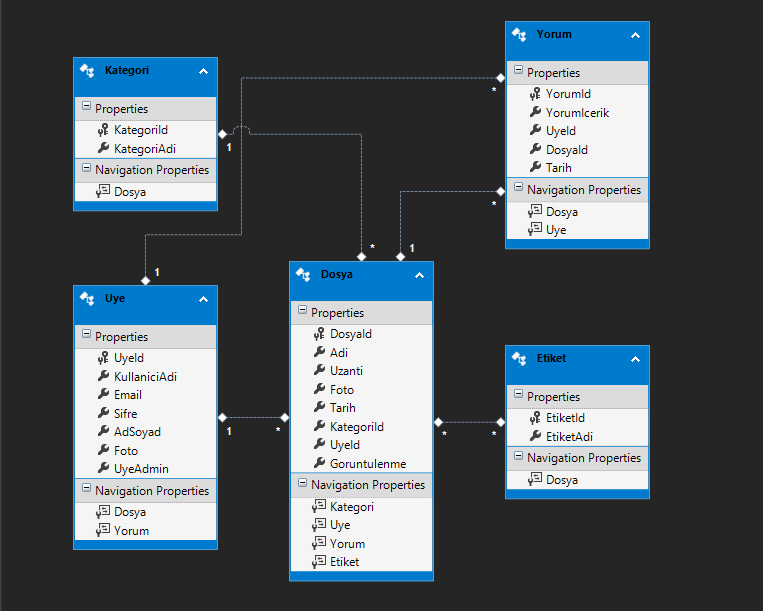 Kategori
Properties
KategoriId
KategoriAdi
Navigation Properties
Dosya
Yorum
Properties
YorumId
YorumIcerik
UyeId
DosyaId
Tarih
Navigation Properties
Dosya
Uye
1
*
*
1
*
1
Uye
Properties
UyeId
KullaniciAdi
Email
Sifre
AdSoyad
Foto
UyeAdmin
Navigation Properties
Dosya
Yorum
1
*
Dosya
Properties
DosyaId
Adi
Uzanti
Foto
Tarih
KategoriId
UyeId
Goruntulenme
Navigation Properties
Kategori
Uye
Yorum
Etiket
*
*
Etiket
Properties
EtiketId
EtiketAdi
Navigation Properties
Dosya